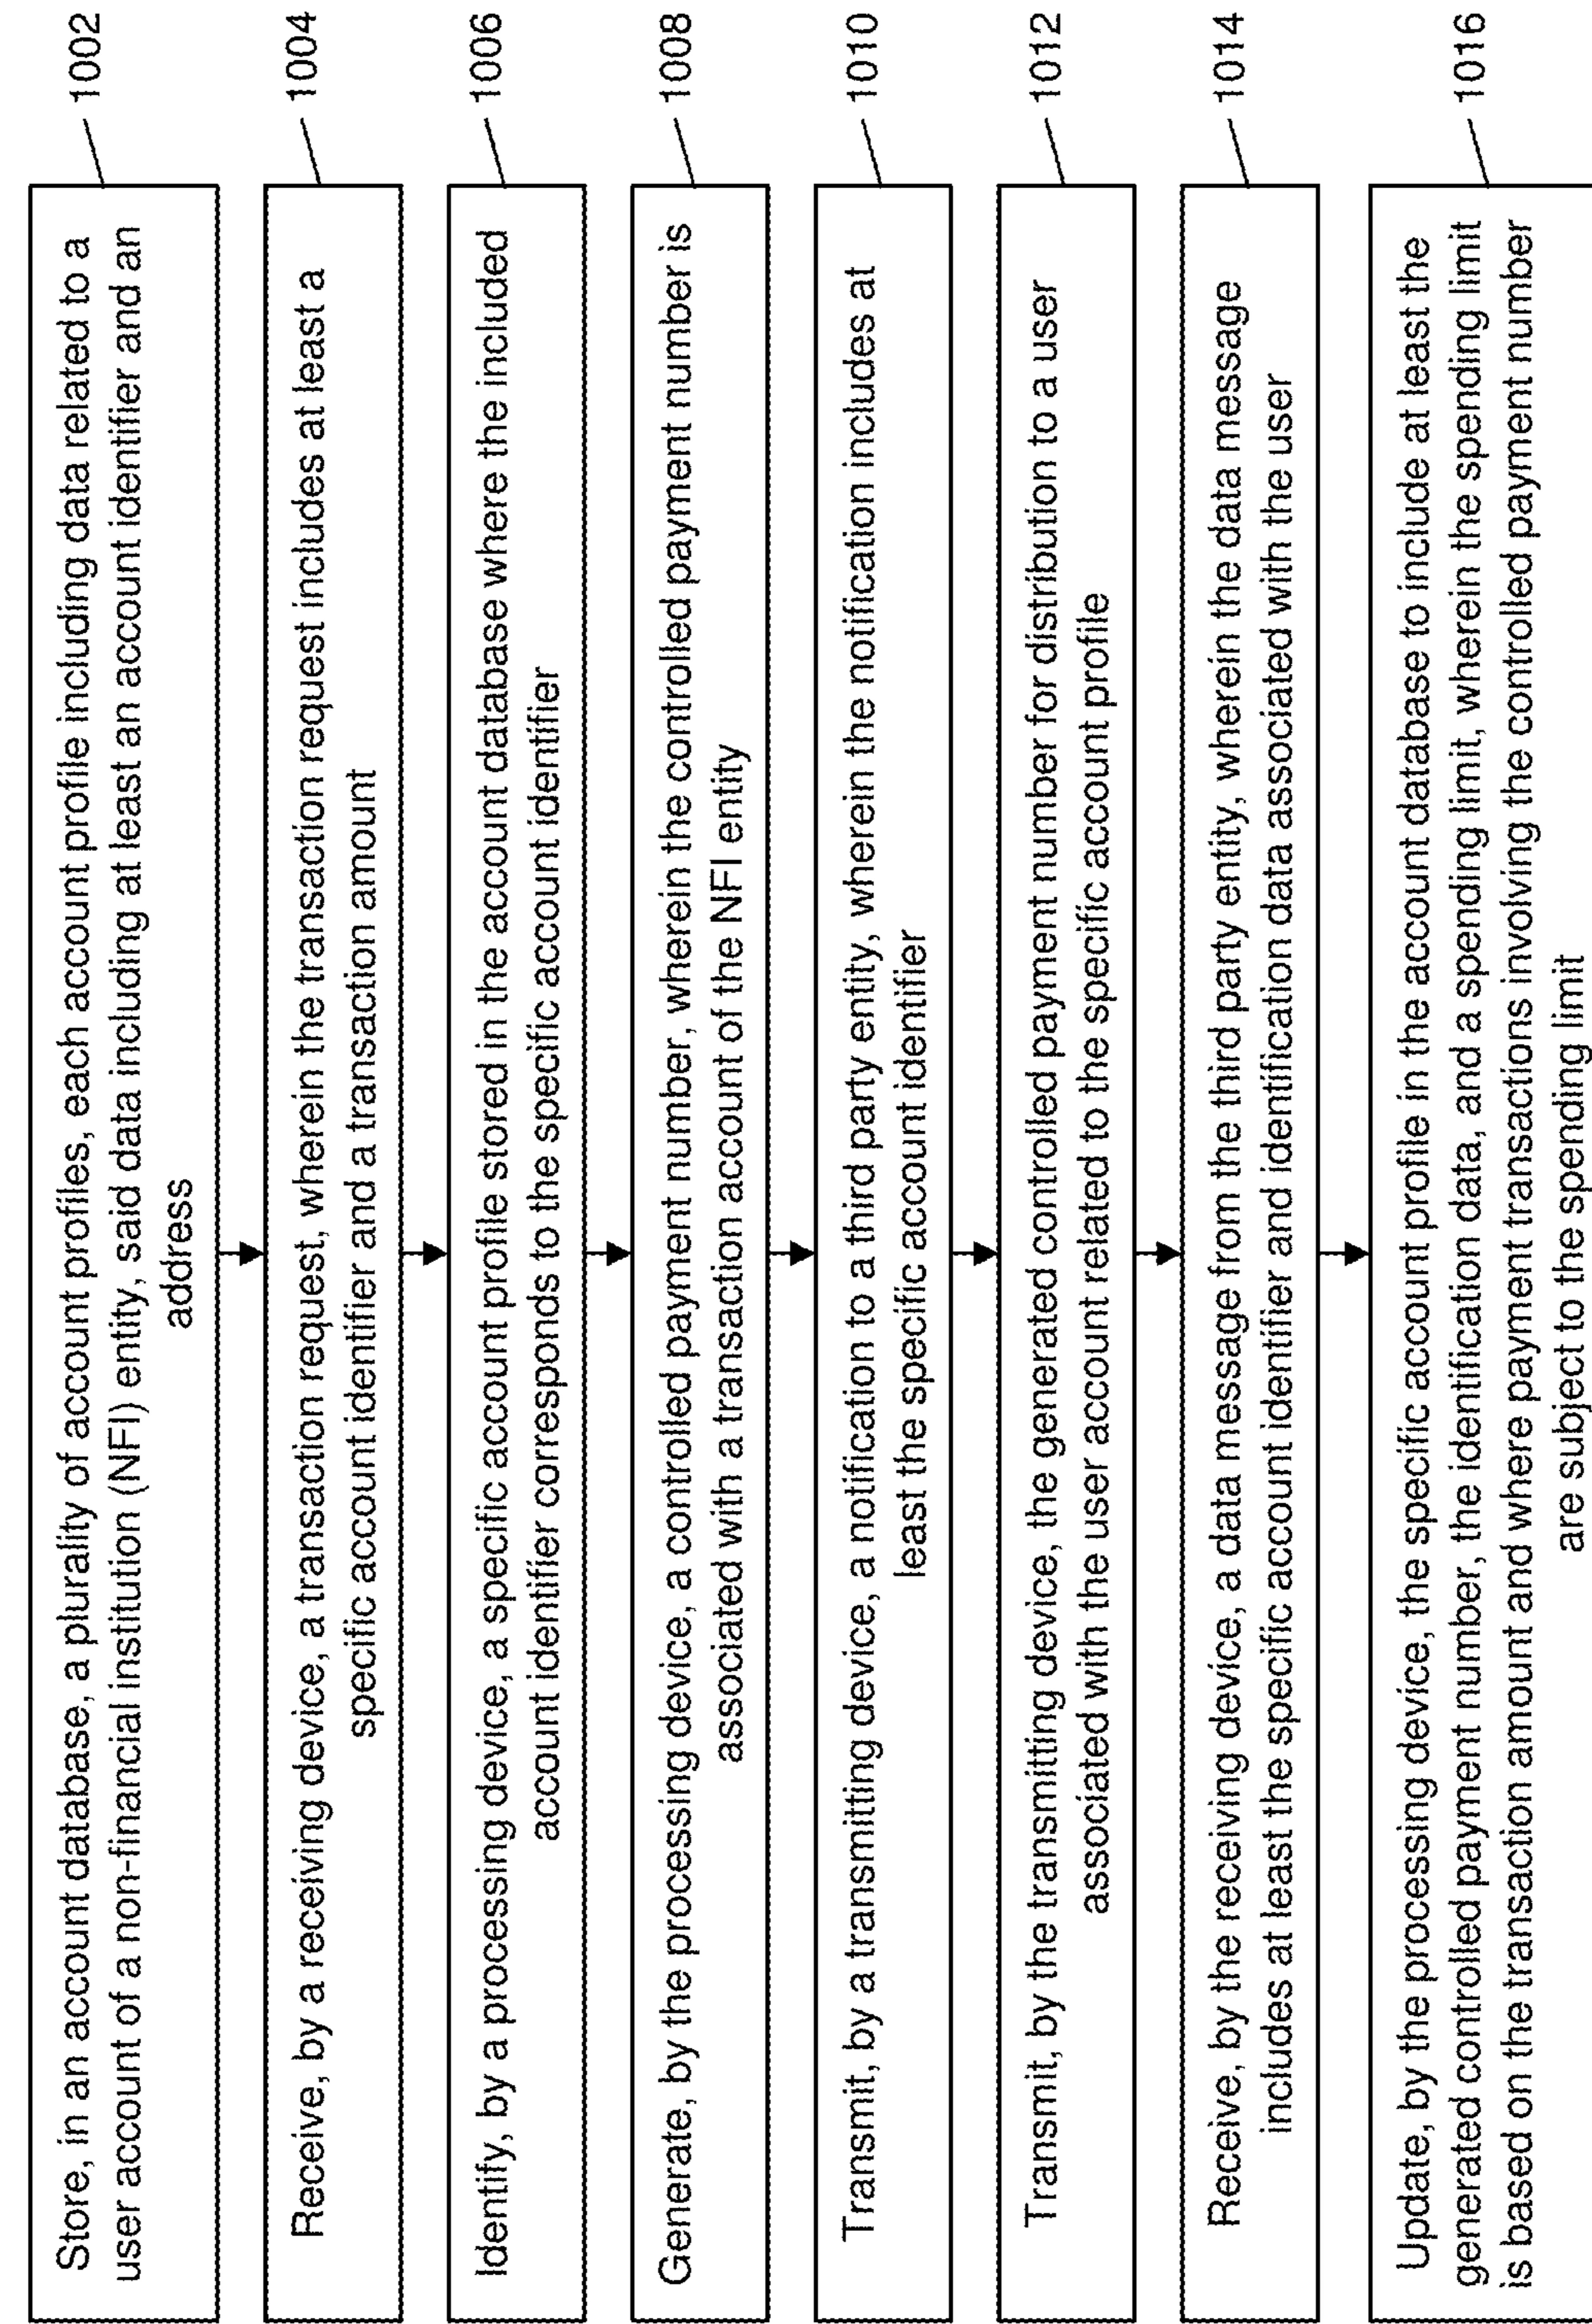 Store, in an account database, a plurality of account profiles, each account profile including data related to a
user account of a non-financial institution (NFI) entity, said data including at least an account identifier and an
address
1002
Receive, by a receiving device, a transaction request, wherein the transaction request includes at least a
specific account identifier and a transaction amount
1004
Identify, by a processing device, a specific account profile stored in the account database where the included
account identifier corresponds to the specific account identifier
1006
Generate, by the processing device, a controlled payment number, wherein the controlled payment number is
associated with a transaction account of the NFI entity
1008
Transmit, by a transmitting device, a notification to a third party entity, wherein the notification includes at
least the specific account identifier
1010
Transmit, by the transmitting device, the generated controlled payment number for distribution to a user
associated with the user account related to the specific account profile
1012
Receive, by the receiving device, a data message from the third party entity, wherein the data message
includes at least the specific account identifier and identification data associated with the user
1014
Update, by the processing device, the specific account profile in the account database to include at least the
generated controlled payment number, the identification data, and a spending limit, wherein the spending limit
is based on the transaction amount and where payment transactions involving the controlled payment number
are subject to the spending limit
1016